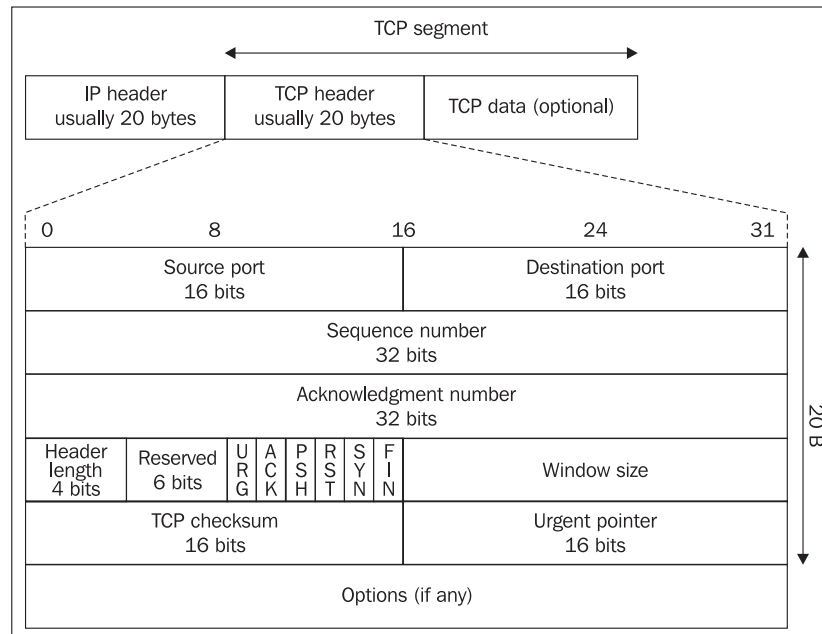 TCP segment
IP header
usually 20 bytes
TCP header
usually 20 bytes
TCP data (optional)
0 8 16 24 31
Source port
16 bits
Destination port
16 bits
Sequence number
32 bits
Acknowledgment number
32 bits
Header
length
4 bits
Reserved
6 bits
URG
ACK
PSH
RST
SYN
FIN
Window size
TCP checksum
16 bits
Urgent pointer
16 bits
Options (if any)
20 B